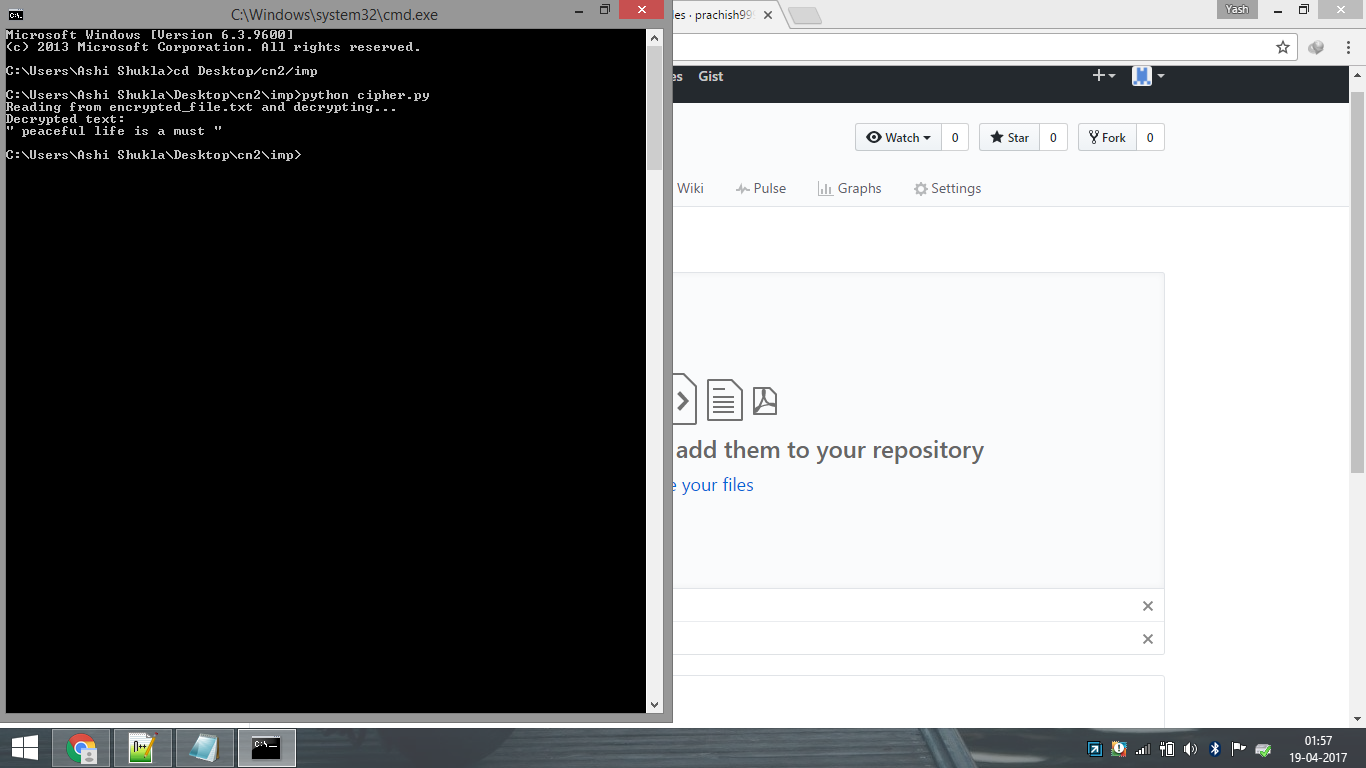 C:\Windows\system32\cmd.exe
Microsoft Windows [Version 6.3.9600]
(c) 2013 Microsoft Corporation. All rights reserved.
C:\Users\Ashi Shukla>cd Desktop/cn2/imp
C:\Users\Ashi Shukla\Desktop\cn2\imp>python cipher.py
Reading from encrypted_file.txt and decrypting...
Decrypted text:
" peaceful life is a must "
C:\Users\Ashi Shukla\Desktop\cn2\imp>
les · prachish999
Yash
es Gist
Watch 0 Star 0 Fork 0
Wiki Pulse Graphs Settings
add them to your repository
e your files
01:57
19-04-2017